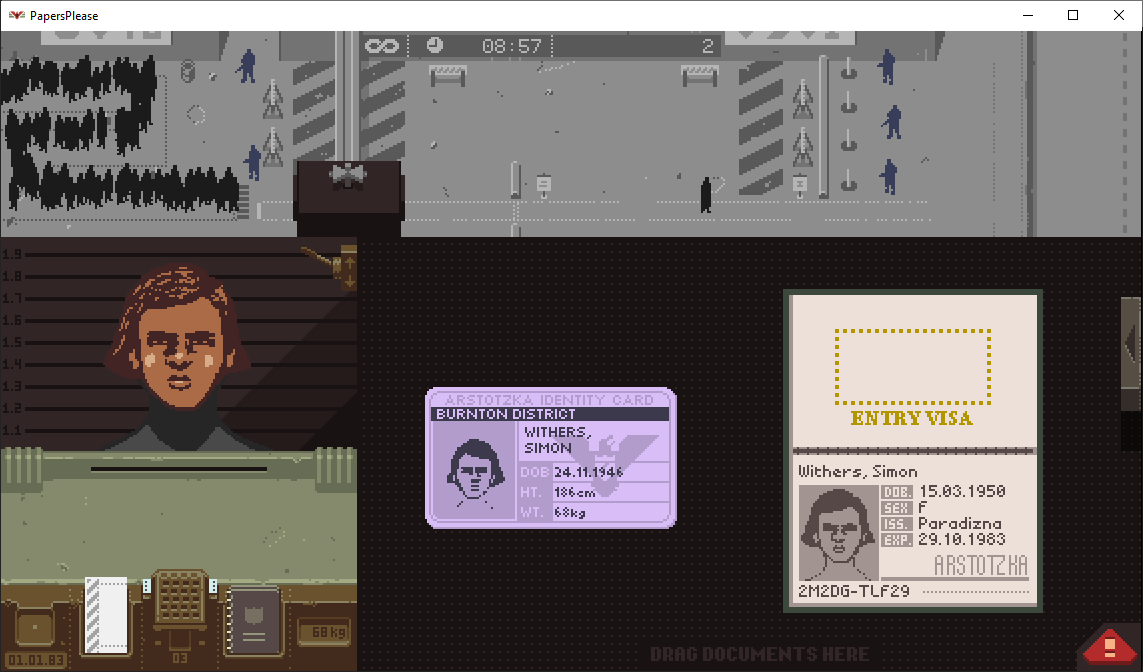 PapersPlease
08:57
2
1.9
1.8
1.7
1.6
1.5
1.4
1.3
1.2
1.1
ARSTOTZKA IDENTITY CARD
BURNTON DISTRICT
WITHERS,
SIMON
DOB 24.11.1946
HT. 186cm
WT. 68kg
ENTRY VISA
Withers, Simon
DOB. 15.03.1950
SEX F
ISS. Paradizna
EXP. 29.10.1983
ARSTOTZKA
2M2DG-TLF29
01.01.83
03
68kg
DRAG DOCUMENTS HERE